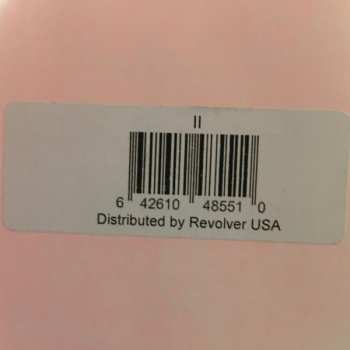 II
6 42610 48551 0
Distributed by Revolver USA